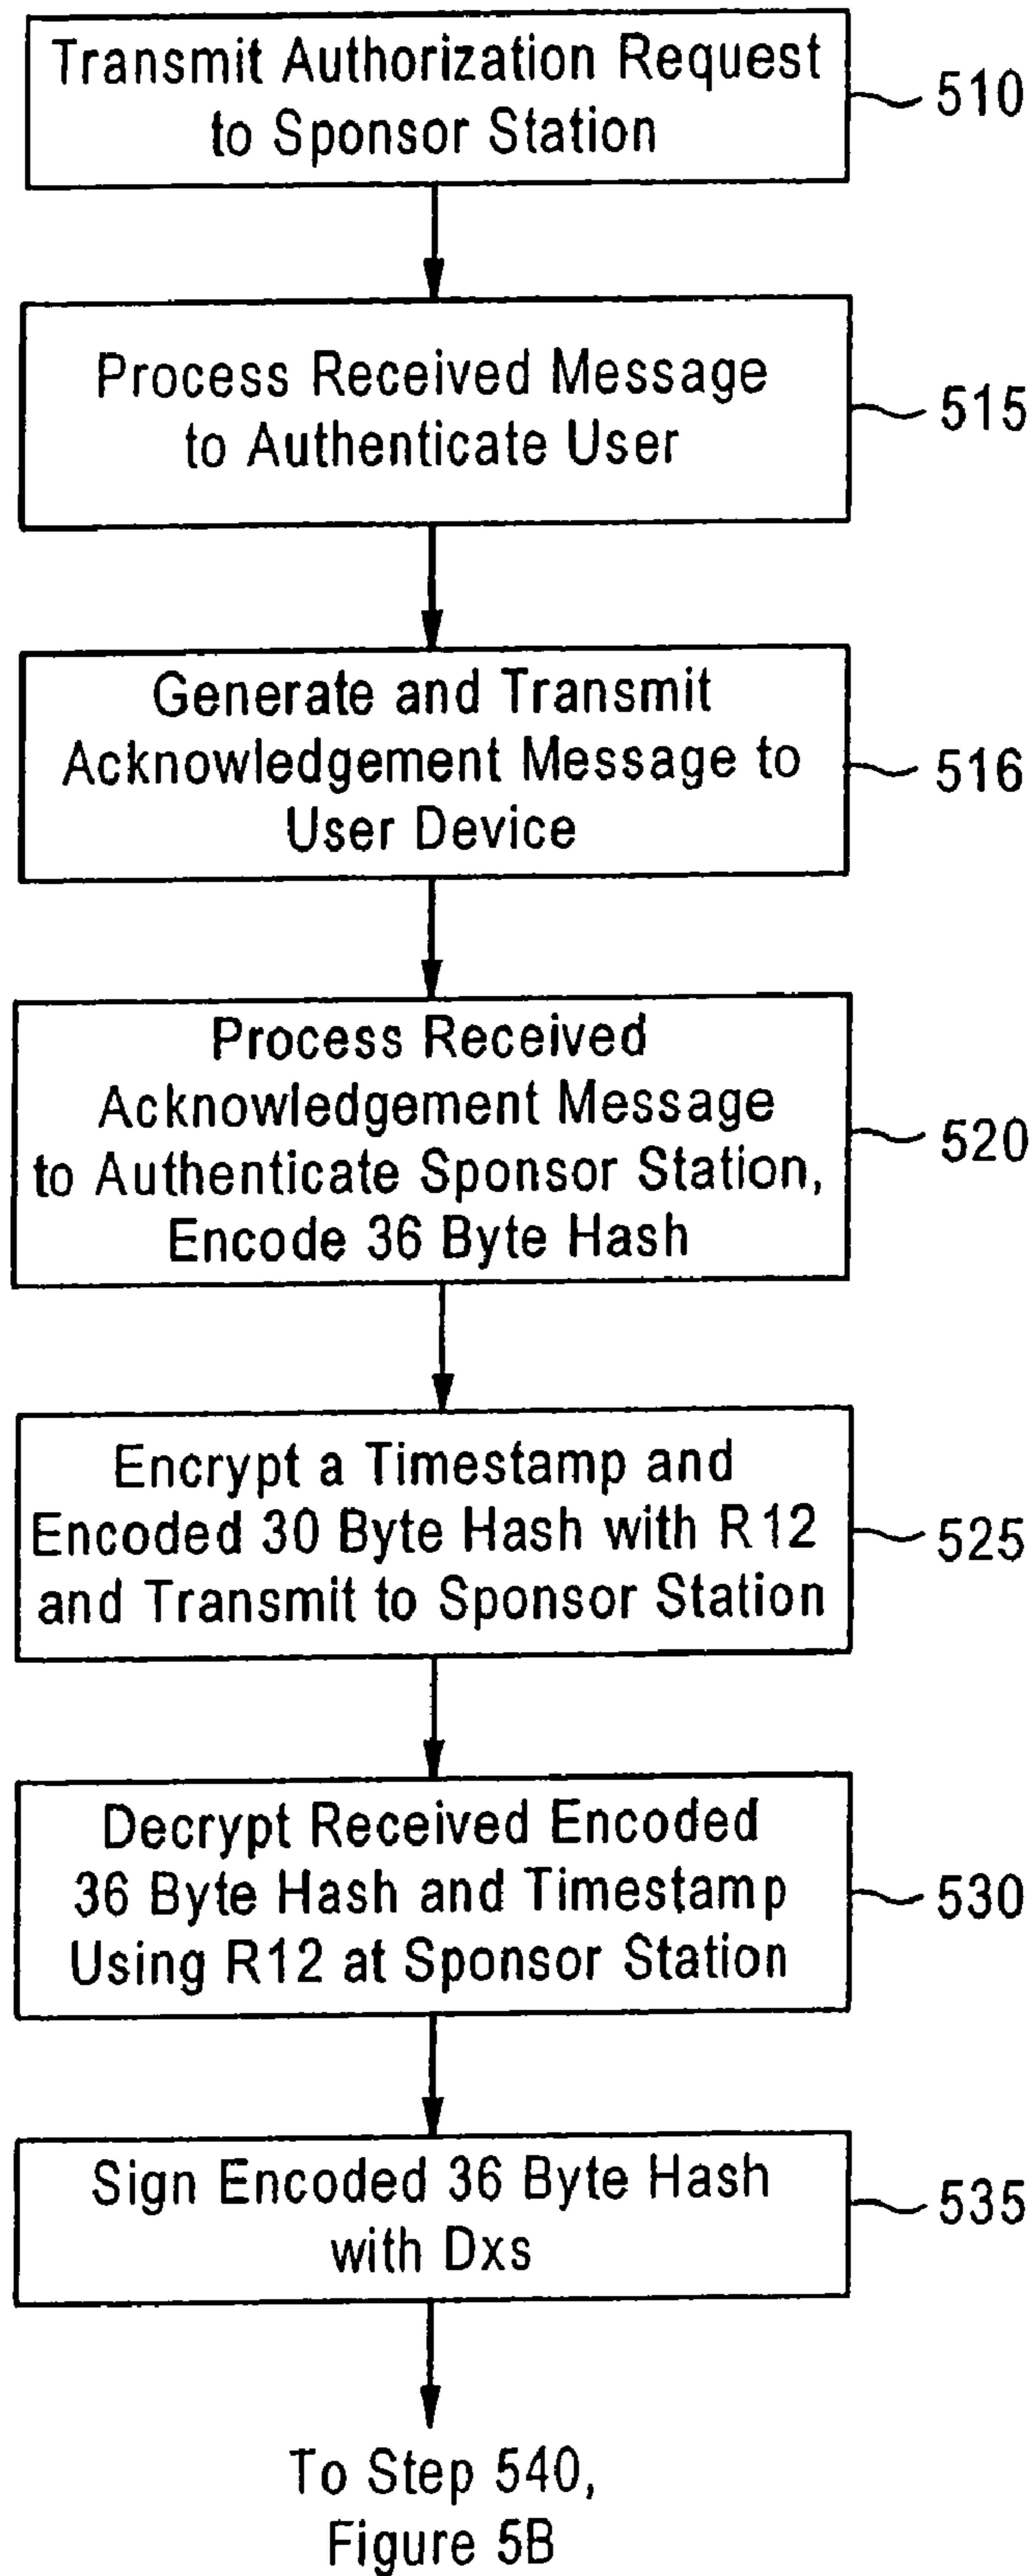 Transmit Authorization Request
to Sponsor Station
510
Process Received Message
to Authenticate User
515
Generate and Transmit
Acknowledgement Message to
User Device
516
Process Received
Acknowledgement Message
to Authenticate Sponsor Station,
Encode 36 Byte Hash
520
Encrypt a Timestamp and
Encoded 30 Byte Hash with R12
and Transmit to Sponsor Station
525
Decrypt Received Encoded
36 Byte Hash and Timestamp
Using R12 at Sponsor Station
530
Sign Encoded 36 Byte Hash
with Dxs
535
To Step 540,
Figure 5B